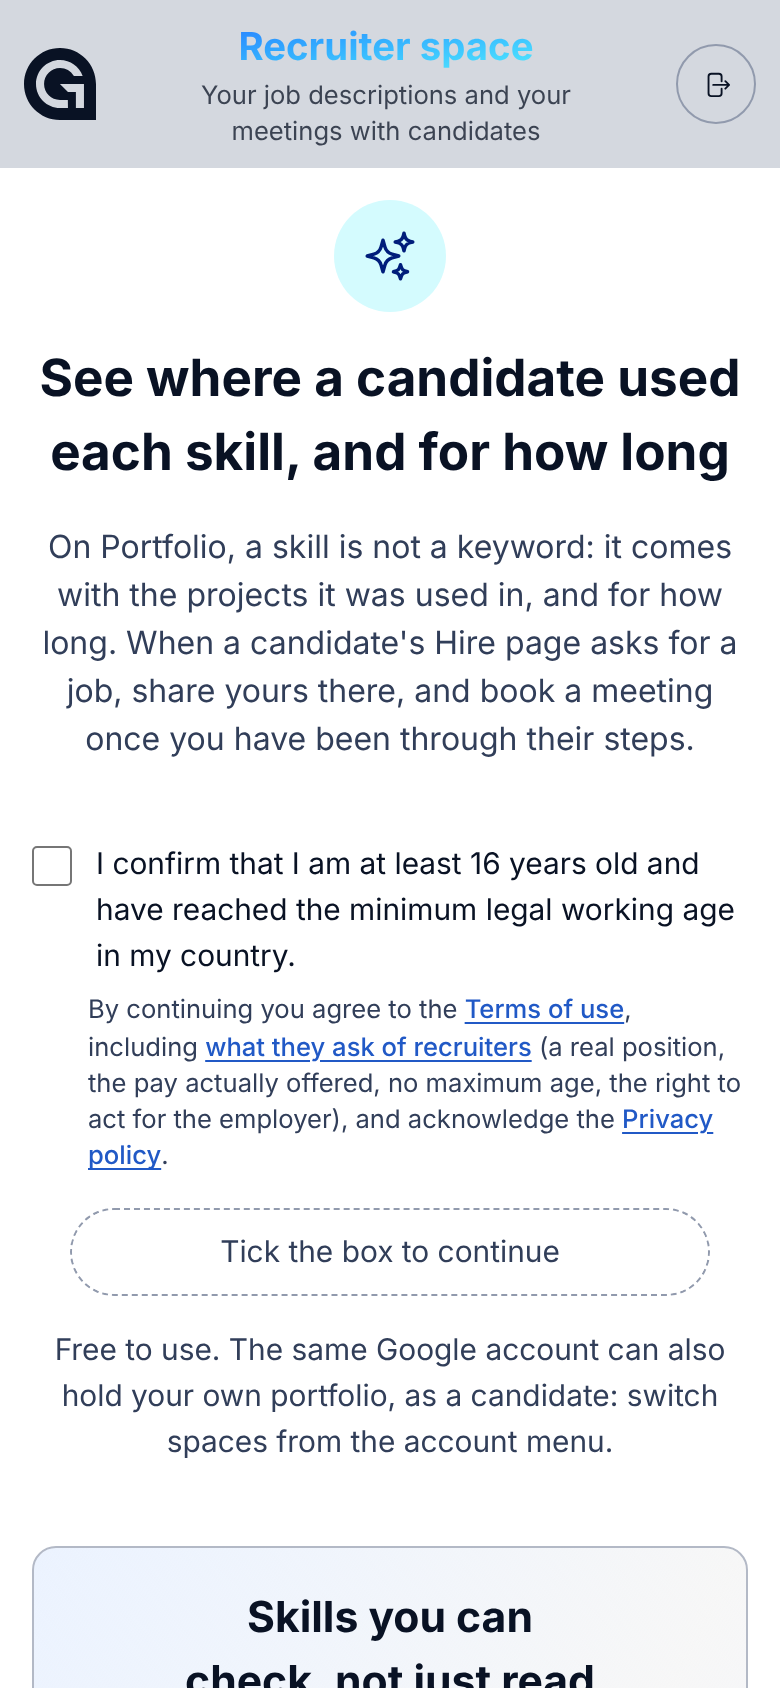 Recruiter space
Your job descriptions and your
meetings with candidates
See where a candidate used
each skill, and for how long
On Portfolio, a skill is not a keyword: it comes
with the projects it was used in, and for how
long. When a candidate's Hire page asks for a
job, share yours there, and book a meeting
once you have been through their steps.
I confirm that I am at least 16 years old and
have reached the minimum legal working age
in my country.
By continuing you agree to the Terms of use,
including what they ask of recruiters (a real position,
the pay actually offered, no maximum age, the right to
act for the employer), and acknowledge the Privacy
policy.
Tick the box to continue
Free to use. The same Google account can also
hold your own portfolio, as a candidate: switch
spaces from the account menu.
Skills you can
check, not just read